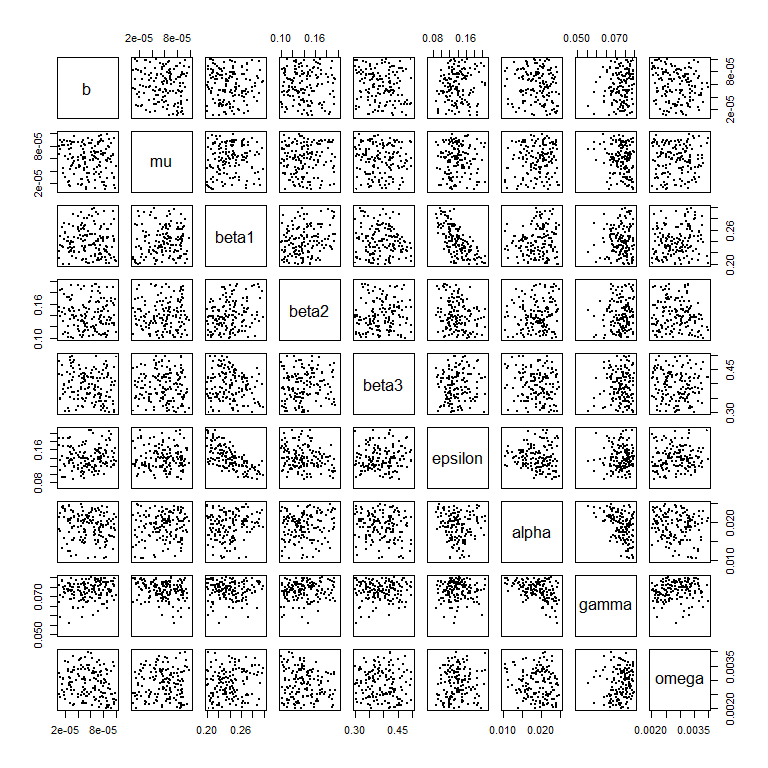 2e-05 8e-05 0.10 0.16 0.08 0.16 0.050 0.070
b 2e-05 8e-05
2e-05 8e-05 mu
beta1 0.20 0.26
0.10 0.16 beta2
beta3 0.30 0.45
0.08 0.16 epsilon
alpha 0.010 0.020
0.050 0.070 gamma
omega 0.0020 0.0035
2e-05 8e-05 0.20 0.26 0.30 0.45 0.010 0.020 0.0020 0.0035